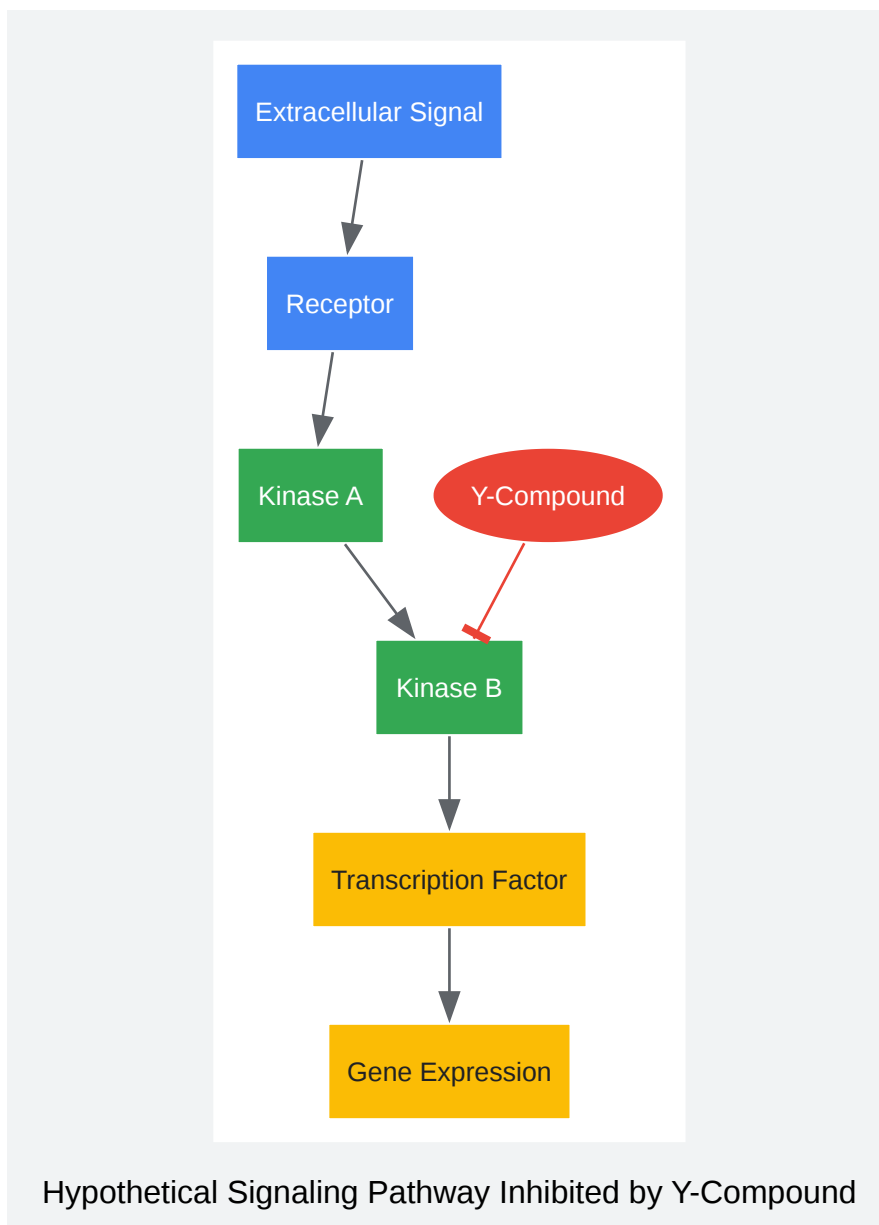 Extracellular Signal
Receptor
Kinase A
Y-Compound
Kinase B
Transcription Factor
Gene Expression
Hypothetical Signaling Pathway Inhibited by Y-Compound